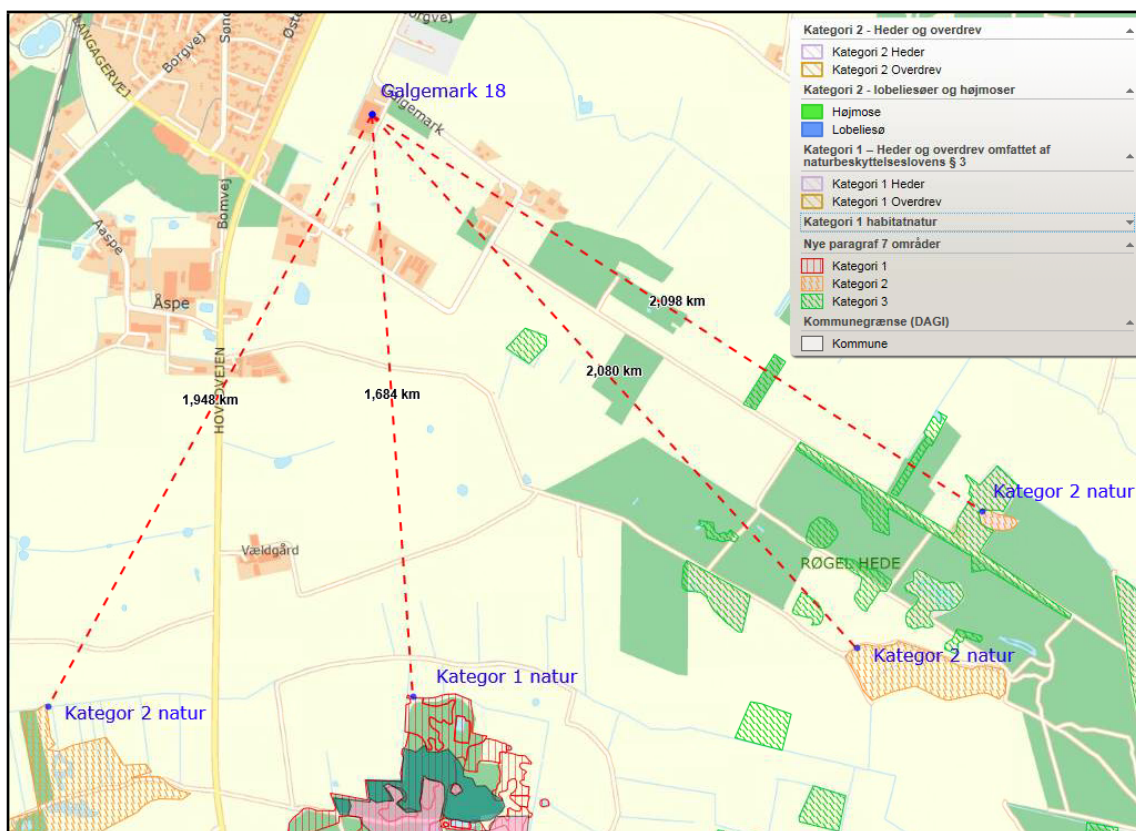 Borgvej
Sønd
Øste
Borgvej
LANGAGERVEJ
Galgemark 18
Galgemark
Bomvej
Aaspe
Åspe
HOVEDVEJEN
1,948 km
1,684 km
2,080 km
2,098 km
Vældgård
RØGEL HEDE
Kategor 2 natur
Kategor 2 natur
Kategor 1 natur
Kategor 2 natur
Kategori 2 - Heder og overdrev
Kategori 2 Heder
Kategori 2 Overdrev
Kategori 2 - lobeliesøer og højmoser
Højmose
Lobeliesø
Kategori 1 – Heder og overdrev omfattet af
naturbeskyttelseslovens § 3
Kategori 1 Heder
Kategori 1 Overdrev
Kategori 1 habitatnatur
Nye paragraf 7 områder
Kategori 1
Kategori 2
Kategori 3
Kommunegrænse (DAGI)
Kommune